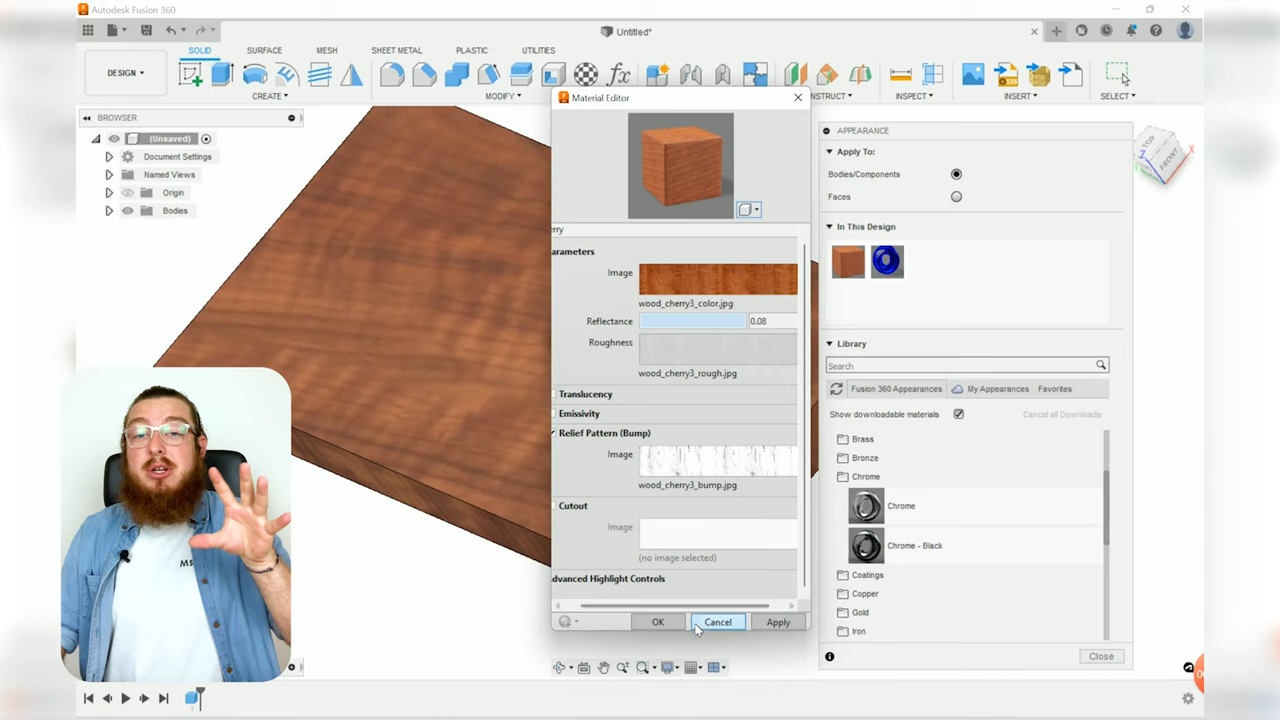 Autodesk Fusion 360
Untitled*
DESIGN
SOLID
SURFACE
MESH
SHEET METAL
PLASTIC
UTILITIES
CREATE
MODIFY
NSTRUCT
INSPECT
INSERT
SELECT
BROWSER
(Unsaved)
Document Settings
Named Views
Origin
Bodies
Material Editor
erry
arameters
Image
wood_cherry3_color.jpg
Reflectance
0.08
Roughness
wood_cherry3_rough.jpg
Translucency
Emissivity
Relief Pattern (Bump)
Image
wood_cherry3_bump.jpg
Cutout
Image
(no image selected)
dvanced Highlight Controls
OK
Cancel
Apply
APPEARANCE
Apply To:
Bodies/Components
Faces
In This Design
Library
Search
Fusion 360 Appearances
My Appearances
Favorites
Show downloadable materials
Cancel all Downloads
Brass
Bronze
Chrome
Chrome
Chrome - Black
Coatings
Copper
Gold
Iron
Close
TOP
FRONT
X
Z